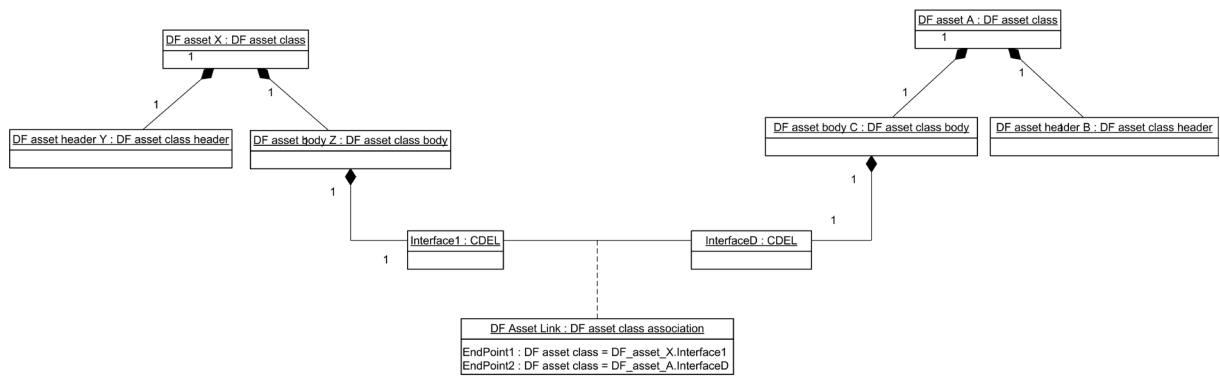 DF asset A : DF asset class
1
DF asset X : DF asset class
1
1
1
1
1
DF asset header Y : DF asset class header
DF asset body Z : DF asset class body
1
DF asset body C : DF asset class body
DF asset header B : DF asset class header
1
1
1
1
Interface1 : CDEL
InterfaceD : CDEL
1
DF Asset Link : DF asset class association
EndPoint1 : DF asset class = DF_asset_X.Interface1
EndPoint2 : DF asset class = DF_asset_A.InterfaceD